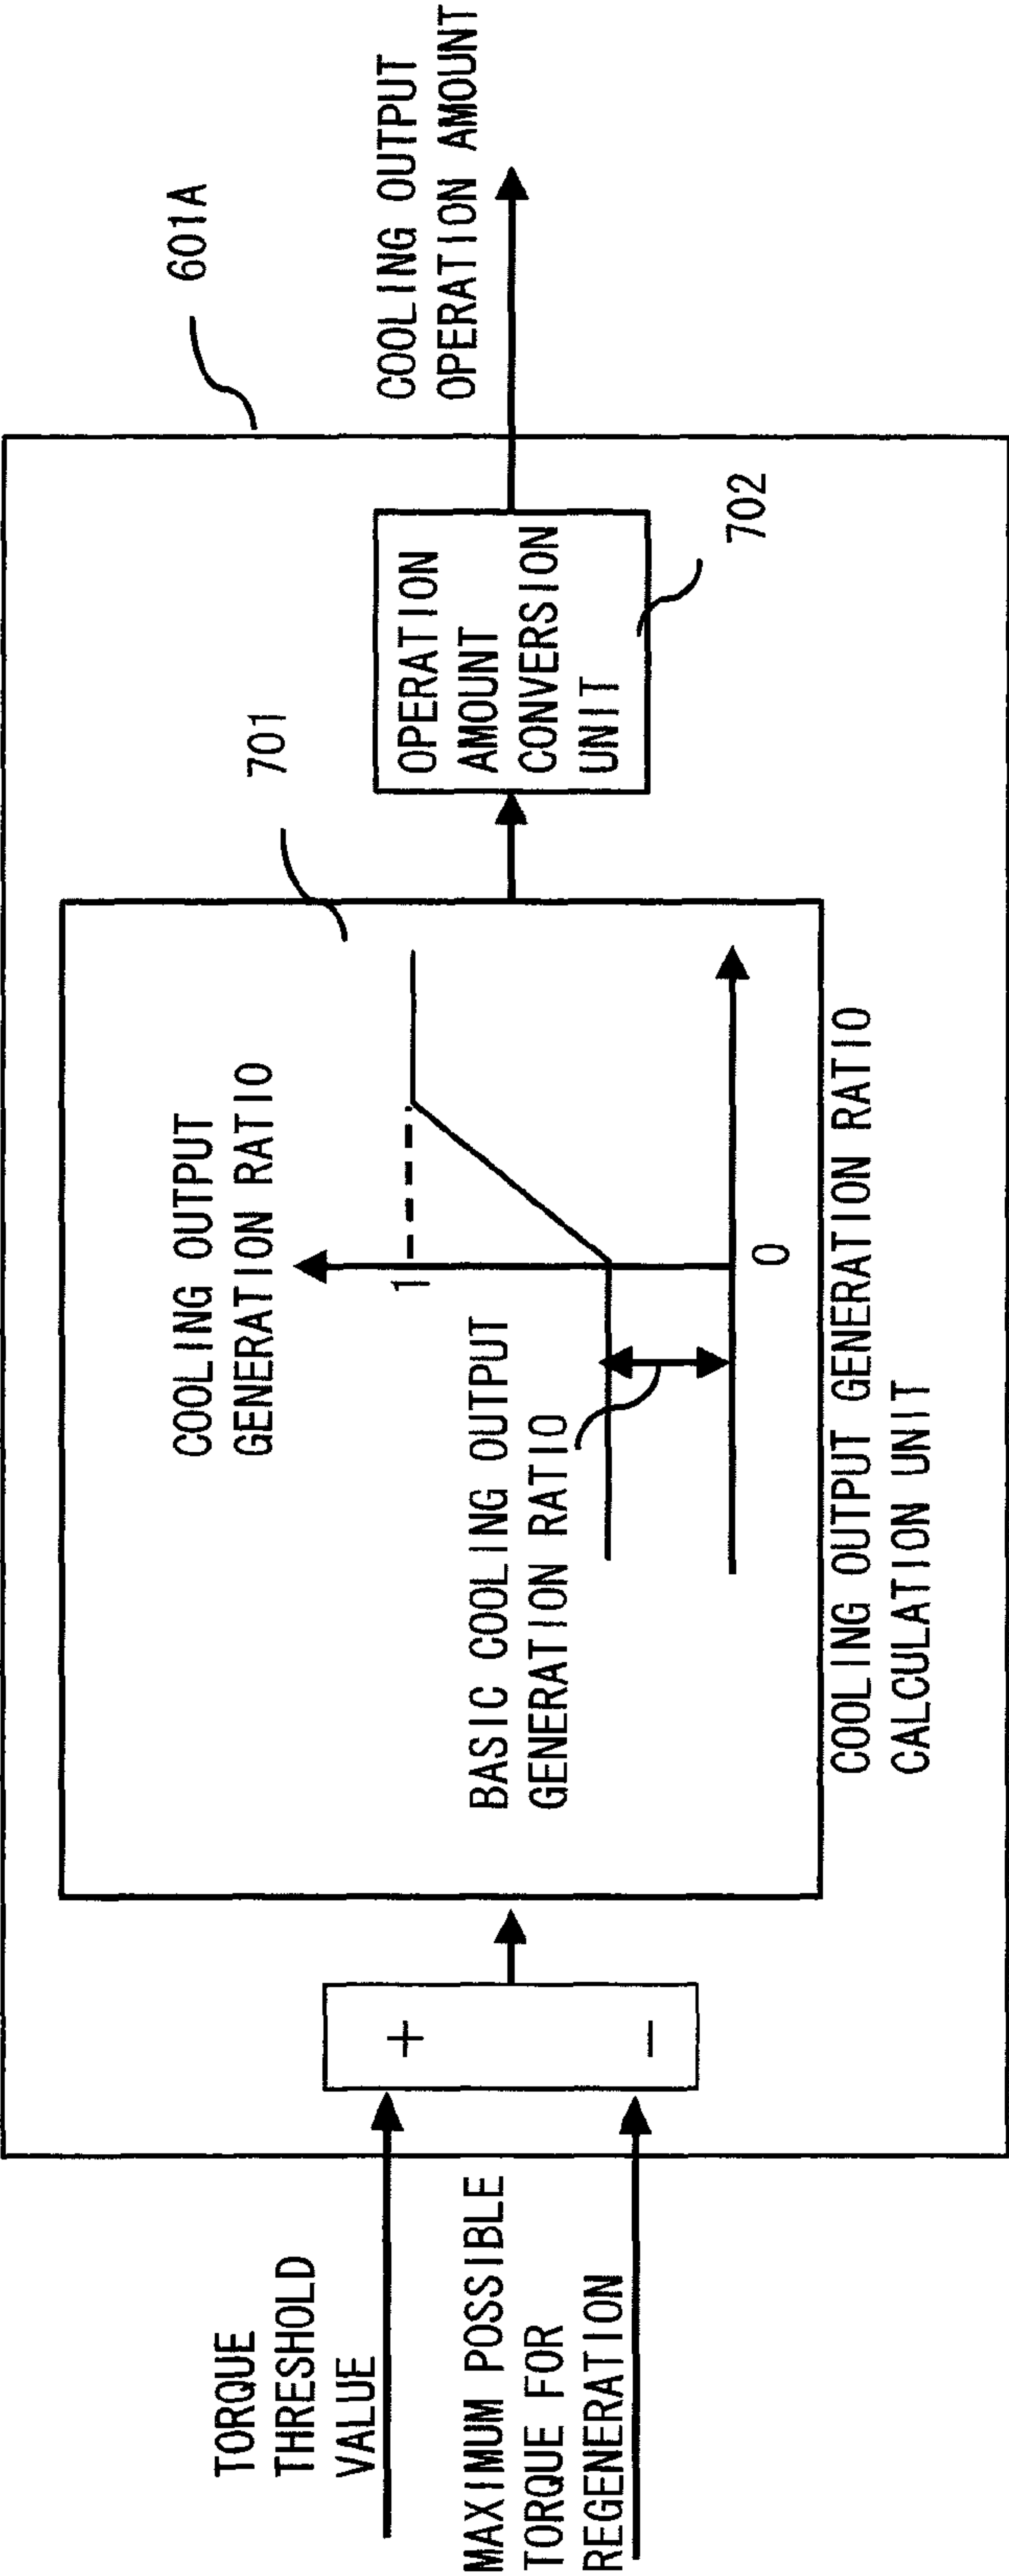 TORQUE
THRESHOLD
VALUE
MAXIMUM POSSIBLE
TORQUE FOR
REGENERATION
+
−
COOLING OUTPUT
GENERATION RATIO
1
BASIC COOLING OUTPUT
GENERATION RATIO
0
COOLING OUTPUT GENERATION RATIO
CALCULATION UNIT
701
OPERATION
AMOUNT
CONVERSION
UNIT
702
601A
COOLING OUTPUT
OPERATION AMOUNT